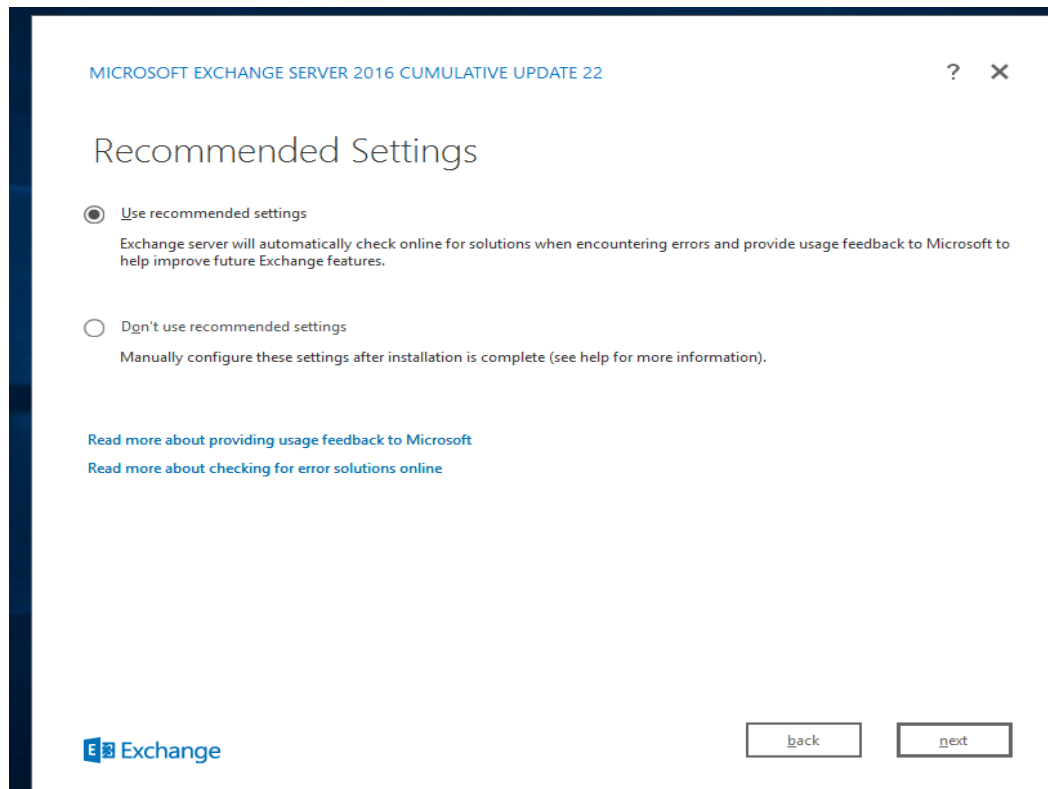 MICROSOFT EXCHANGE SERVER 2016 CUMULATIVE UPDATE 22
?
Recommended Settings
Use recommended settings
Exchange server will automatically check online for solutions when encountering errors and provide usage feedback to Microsoft to
help improve future Exchange features.
Don't use recommended settings
Manually configure these settings after installation is complete (see help for more information).
Read more about providing usage feedback to Microsoft
Read more about checking for error solutions online
E Exchange
back
next